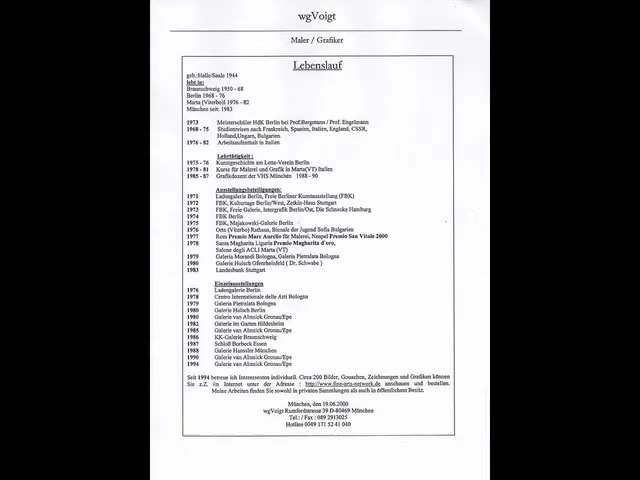 wgVoigt
Maler / Grafiker
Lebenslauf
geb.:Halle/Saale 1944
lebt in:
Braunschweig 1950 - 68
Berlin 1968 - 76
Marta (Viterbo)I 1976 - 82
München seit: 1983
1973 Meisterschüler HdK Berlin bei Prof.Bergmann / Prof. Engelmann
1968 - 75 Studienreisen nach Frankreich, Spanien, Italien, England, CSSR,
Holland,Ungarn, Bulgarien
1976 - 82 Arbeitsaufenthalt in Italien
Lehrtätigkeit :
1975 - 76 Kunstgeschichte am Lette-Verein Berlin
1978 - 81 Kurse für Malerei und Grafik in Marta(VT) Italien
1985 - 87 Grafikdozent der VHS München 1988 - 90
Ausstellungsbeteiligungen:
1971 Ladengalerie Berlin, Freie Berliner Kunstausstellung (FBK)
1972 FBK, Kulturtage Berlin/West, Zetkin-Haus Stuttgart
1973 FBK, Freie Galerie, Intergrafik Berlin/Ost, Die Schnecke Hamburg
1974 FBK Berlin
1975 FBK, Majakowski-Galerie Berlin
1976 Orte (Viterbo) Rathaus, Bienale der Jugend Sofia Bulgarien
1977 Rom Premio Marc Aurelio für Malerei, Neapel Premio San Vitale 2000
1978 Santa Magharita Liguria Premio Magharita d'oro,
Salone degli ACLI Marta (VT)
1979 Galeria Morandi Bologna, Galeria Pietralata Bologna
1980 Galerie Hulsch Gferzheinfeld ( Dr. Schwabe )
1983 Landesbank Stuttgart
Einzelausstellungen
1976 Ladengalerie Berlin
1978 Centro Internationale delle Arti Bologna
1979 Galeria Pietralata Bologna
1980 Galerie Hulsch Berlin
1980 Galerie van Almsick Gronau/Epe
1982 Galerie im Gamm Hildesheim
1985 Galerie van Almsick Gronau/Epe
1986 KK-Galerie Braunschweig
1987 Schloß Borbeck Essen
1988 Galerie Hanssler München
1990 Galerie van Almsick Gronau/Epe
1994 Galerie van Almsick Gronau/Epe
Seit 1994 betreue ich Interessenten individuell. Circa 200 Bilder, Gouachen, Zeichnungen und Grafiken können
Sie z.Z. im Internet unter der Adresse : http://www.fine-arts-network.de anschauen und bestellen.
Meine Arbeiten finden Sie sowohl in privaten Sammlungen als auch in öffentlichem Besitz.
München, den 19.06.2000
wgVoigt Rumfordstrasse 39 D-80469 München
Tel.: / Fax : 089 2913025
Hotline 0049 171 52 41 040